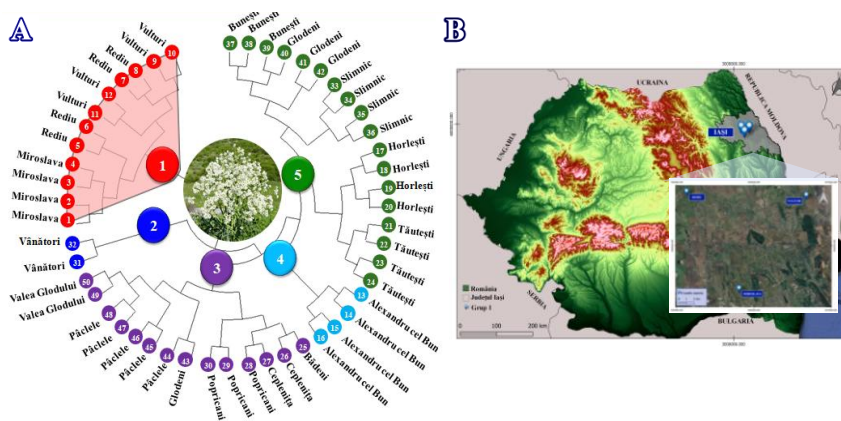 A
Vulturi 10
Vulturi 9
Rediu 8
Rediu 7
Vulturi 12
Vulturi 11
Rediu 6
Rediu 5
Miroslava 4
Miroslava 3
Miroslava 2
Miroslava 1
Vânători 32
Vânători 31
Valea Glodului 50
Valea Glodului 49
Pâclele 48
Pâclele 47
Pâclele 46
Pâclele 45
Pâclele 44
Glodeni 43
Popricani 30
Popricani 29
Popricani 28
Ceplenița 27
Ceplenița 26
Bădeni 25
Alexandru cel Bun 16
Alexandru cel Bun 15
Alexandru cel Bun 14
Alexandru cel Bun 13
Tăutești 24
Tăutești 23
Tăutești 22
Tăutești 21
Horlești 20
Horlești 19
Horlești 18
Horlești 17
Slimnic 36
Slimnic 35
Slimnic 34
Slimnic 33
Glodeni 42
Glodeni 41
Glodeni 40
Bunești 39
Bunești 38
Bunești 37
1
2
3
4
5
B
UCRAINA
REPUBLICA MOLDOVA
UNGARIA
IAȘI
SERBIA
BULGARIA
România
Județul Iași
Grup 1
0 100 200 km